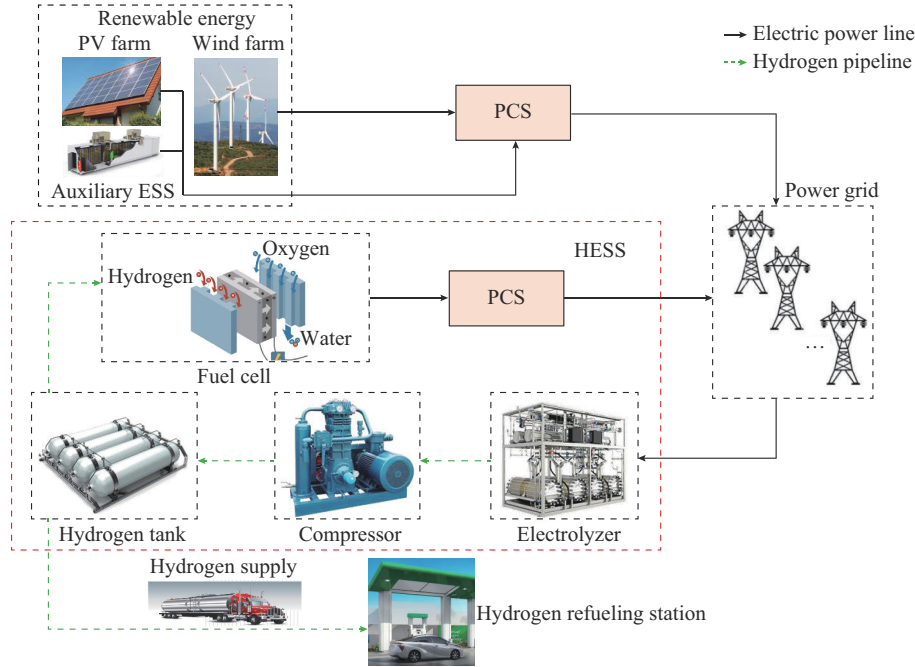 Renewable energy
PV farm
Wind farm
Auxiliary ESS
PCS
Electric power line
Hydrogen pipeline
Power grid
...
HESS
Oxygen
Hydrogen
Water
Fuel cell
PCS
Hydrogen tank
Compressor
Electrolyzer
Hydrogen supply
Hydrogen refueling station